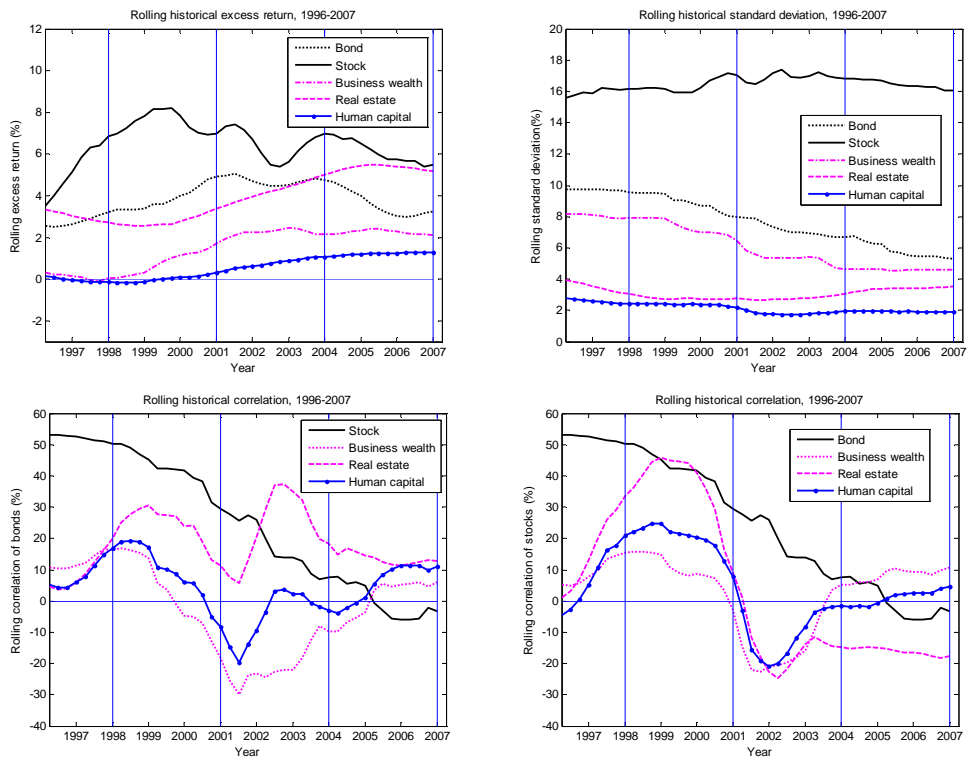 Rolling historical excess return, 1996-2007
Rolling excess return (%)
12
10
8
6
4
2
0
-2
Bond
Stock
Business wealth
Real estate
Human capital
1997 1998 1999 2000 2001 2002 2003 2004 2005 2006 2007
Year
Rolling historical standard deviation, 1996-2007
Rolling standard deviation(%)
20
18
16
14
12
10
8
6
4
2
0
Bond
Stock
Business wealth
Real estate
Human capital
1997 1998 1999 2000 2001 2002 2003 2004 2005 2006 2007
Year
Rolling historical correlation, 1996-2007
Rolling correlation of bonds (%)
60
50
40
30
20
10
0
-10
-20
-30
-40
Stock
Business wealth
Real estate
Human capital
1997 1998 1999 2000 2001 2002 2003 2004 2005 2006 2007
Year
Rolling historical correlation, 1996-2007
Rolling correlation of stocks (%)
60
50
40
30
20
10
0
-10
-20
-30
-40
Bond
Business wealth
Real estate
Human capital
1997 1998 1999 2000 2001 2002 2003 2004 2005 2006 2007
Year